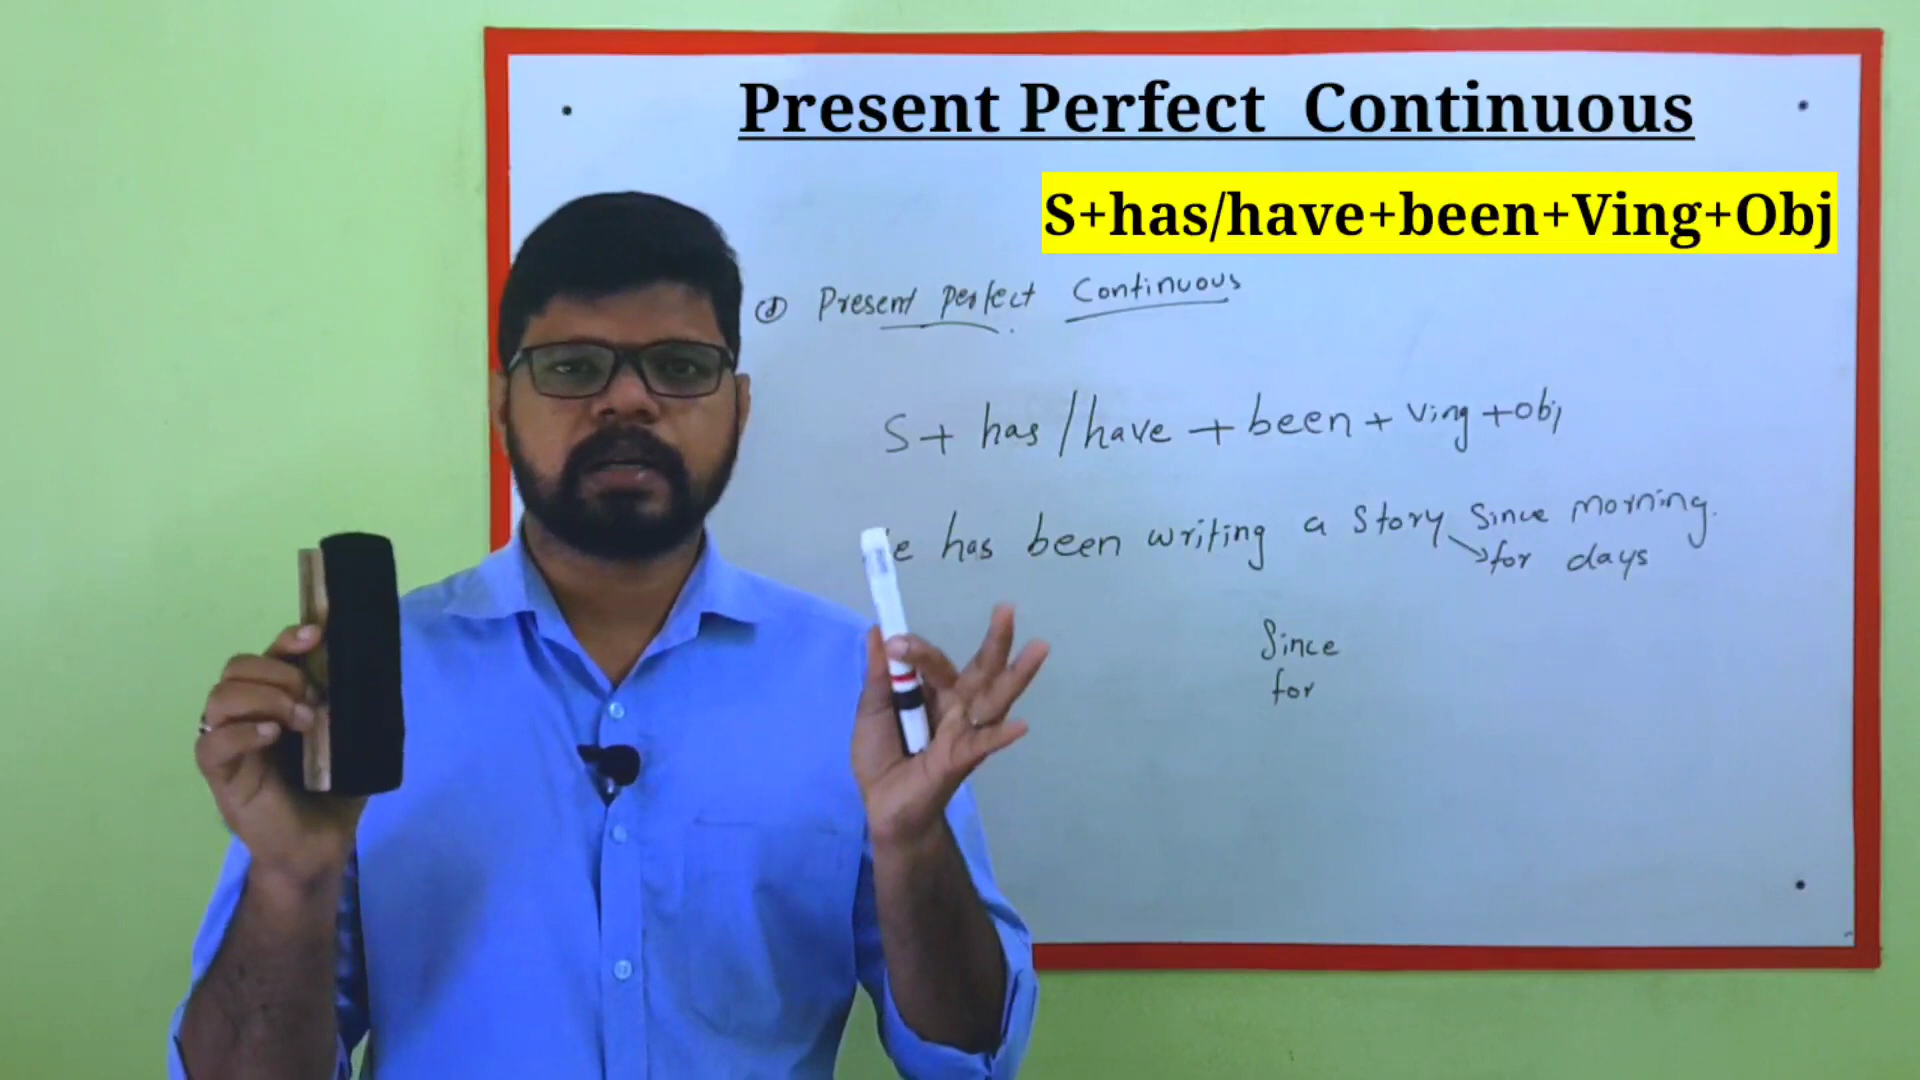 Present Perfect Continuous
S+has/have+been+Ving+Obj
d Present Perfect Continuous
S+ has/have + been + Ving + obj
has been writing a story since morning.
for days
Since
for